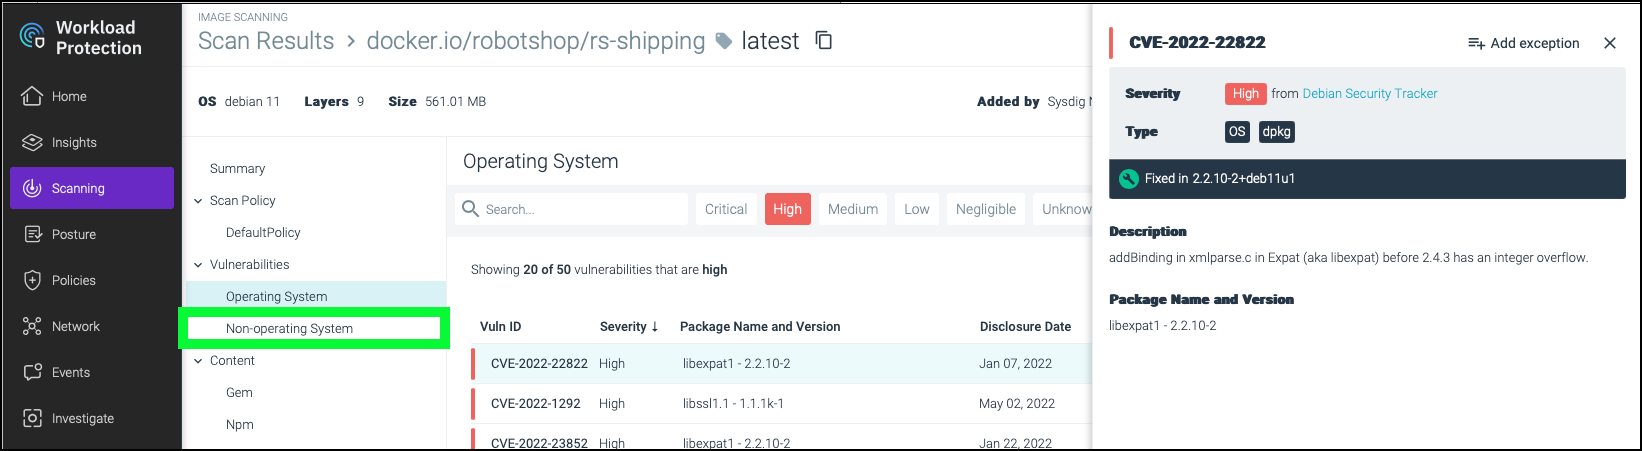 Workload
Protection
Home
Insights
Scanning
Posture
Policies
Network
Events
Investigate
IMAGE SCANNING
Scan Results > docker.io/robotshop/rs-shipping latest
OS debian 11 Layers 9 Size 561.01 MB Added by Sysdig
Summary
Scan Policy
DefaultPolicy
Vulnerabilities
Operating System
Non-operating System
Content
Gem
Npm
Operating System
Search... Critical High Medium Low Negligible Unknow
Showing 20 of 50 vulnerabilities that are high
Vuln ID Severity ↓ Package Name and Version Disclosure Date
CVE-2022-22822 High libexpat1 - 2.2.10-2 Jan 07, 2022
CVE-2022-1292 High libssl1.1 - 1.1.1k-1 May 02, 2022
CVE-2022-23852 High libexpat1 - 2.2.10-2 Jan 22, 2022
CVE-2022-22822 Add exception
Severity High from Debian Security Tracker
Type OS dpkg
Fixed in 2.2.10-2+deb11u1
Description
addBinding in xmlparse.c in Expat (aka libexpat) before 2.4.3 has an integer overflow.
Package Name and Version
libexpat1 - 2.2.10-2